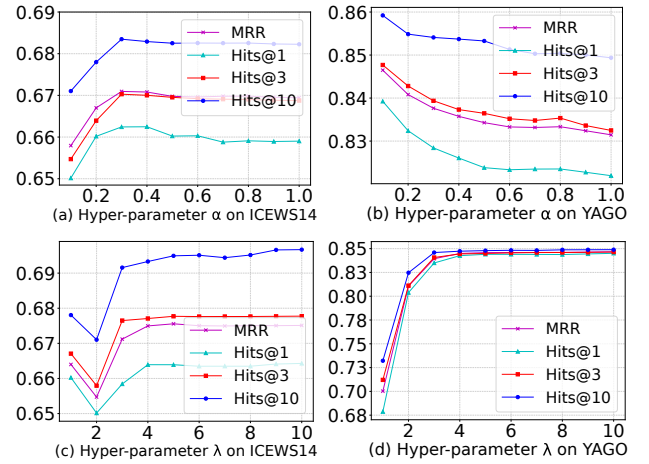 0.69
0.68
0.67
0.66
0.65
MRR
Hits@1
Hits@3
Hits@10
0.2 0.4 0.6 0.8 1.0
(a) Hyper-parameter α on ICEWS14
0.86
0.84
0.83
MRR
Hits@1
Hits@3
Hits@10
0.2 0.4 0.6 0.8 1.0
(b) Hyper-parameter α on YAGO
0.69
0.68
0.66
0.65
MRR
Hits@1
Hits@3
Hits@10
2 4 6 8 10
(c) Hyper-parameter λ on ICEWS14
0.85
0.83
0.80
0.78
0.75
0.73
0.70
0.68
MRR
Hits@1
Hits@3
Hits@10
2 4 6 8 10
(d) Hyper-parameter λ on YAGO